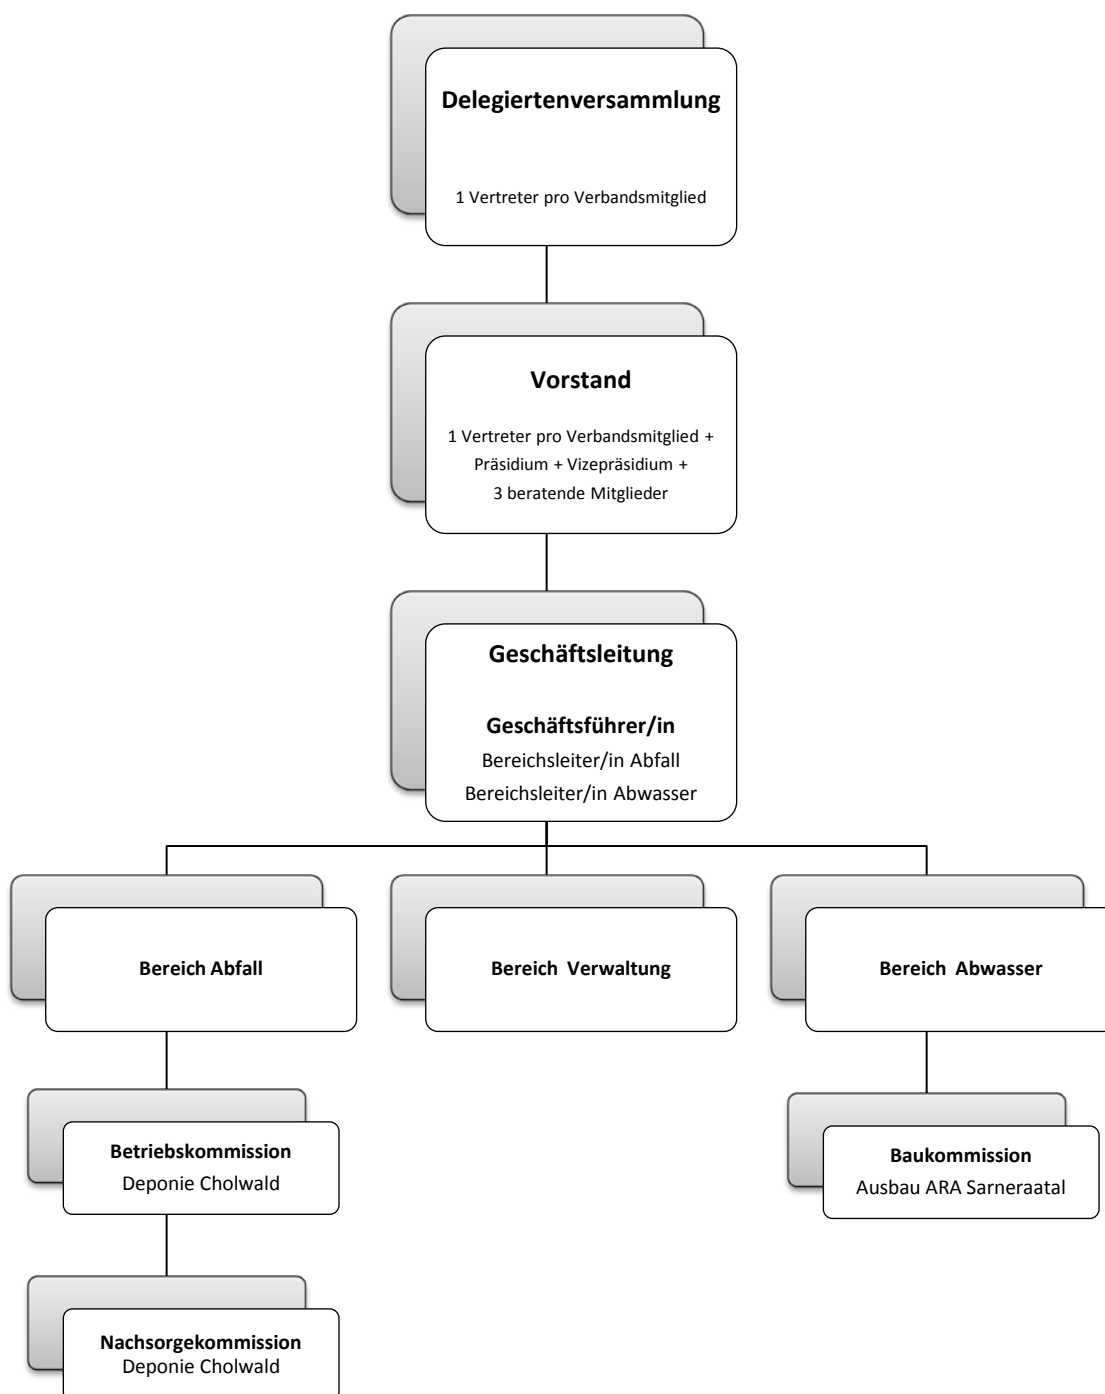 Delegiertenversammlung
1 Vertreter pro Verbandsmitglied
Vorstand
1 Vertreter pro Verbandsmitglied +
Präsidium + Vizepräsidium +
3 beratende Mitglieder
Geschäftsleitung
Geschäftsführer/in
Bereichsleiter/in Abfall
Bereichsleiter/in Abwasser
Bereich Abfall
Bereich Verwaltung
Bereich Abwasser
Betriebskommission
Deponie Cholwald
Baukommission
Ausbau ARA Sarneraatal
Nachsorgekommission
Deponie Cholwald